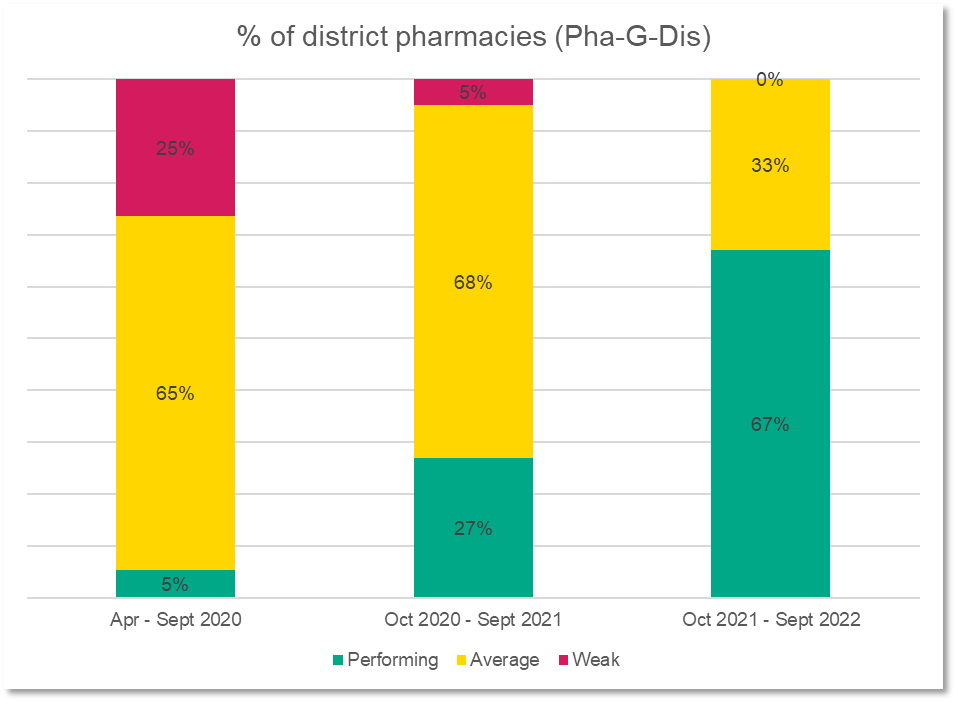 % of district pharmacies (Pha-G-Dis)
0%
25%
5%
33%
68%
65%
67%
27%
5%
Apr - Sept 2020
Oct 2020 - Sept 2021
Oct 2021 - Sept 2022
Performing
Average
Weak